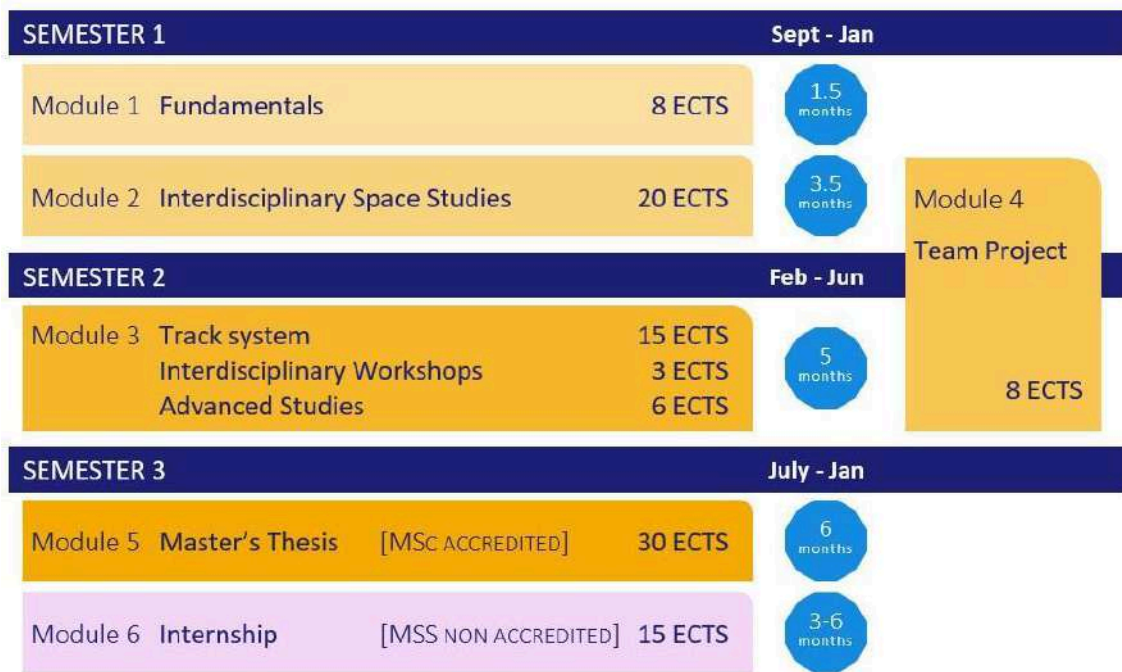 SEMESTER 1 Sept - Jan
Module 1 Fundamentals 8 ECTS
1.5
months
Module 2 Interdisciplinary Space Studies 20 ECTS
3.5
months
Module 4
Team Project
8 ECTS
SEMESTER 2 Feb - Jun
Module 3 Track system 15 ECTS
Interdisciplinary Workshops 3 ECTS
Advanced Studies 6 ECTS
5
months
SEMESTER 3 July - Jan
Module 5 Master's Thesis [MSC ACCREDITED] 30 ECTS
6
months
Module 6 Internship [MSS NON ACCREDITED] 15 ECTS
3-6
months